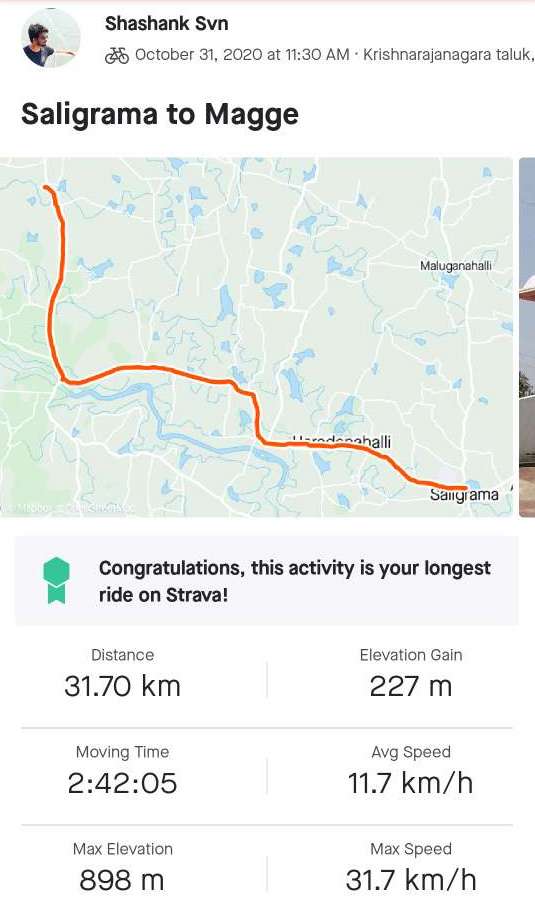 Shashank Svn
October 31, 2020 at 11:30 AM · Krishnarajanagara taluk,
Saligrama to Magge
Maluganahalli
Saligrama
Congratulations, this activity is your longest
ride on Strava!
Distance
Elevation Gain
31.70 km
227 m
Moving Time
Avg Speed
2:42:05
11.7 km/h
Max Elevation
Max Speed
898 m
31.7 km/h